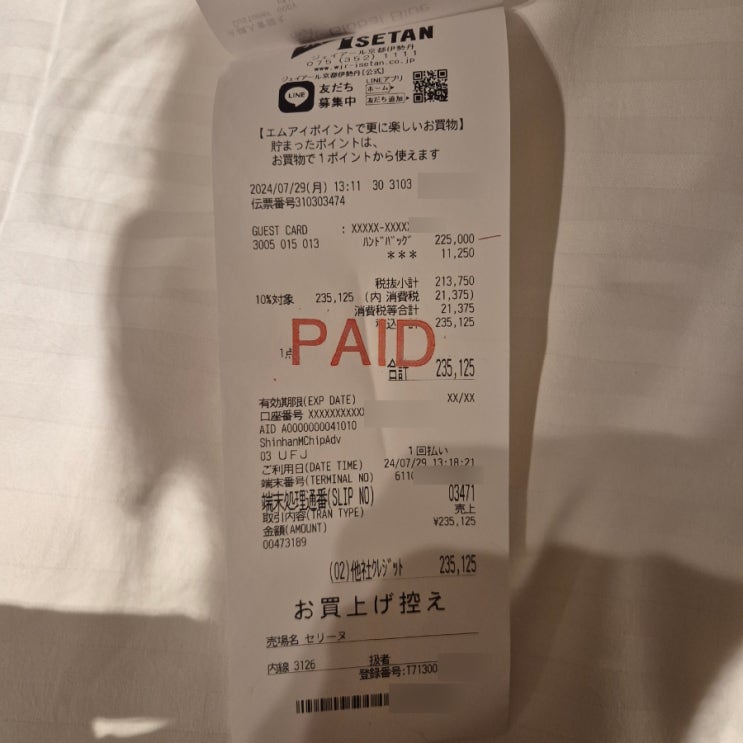 Global Blue
ISETAN
ジェイアール京都伊勢丹
075(352)1111
www.wjr-isetan.co.jp
ジェイアール京都伊勢丹[公式]
LINE
友だち
募集中
LINEアプリ
ホーム
友だち追加
【エムアイポイントで更に楽しいお買物】
貯まったポイントは、
お買物で1ポイントから使えます
2024/07/29(月) 13:11 30 3103
伝票番号310303474
GUEST CARD : XXXXX-XXXX
3005 015 013 ﾊﾝﾄﾞﾊﾞｯｸﾞ 225,000
*** 11,250
税抜小計 213,750
10%対象 235,125 (内 消費税 21,375)
消費税等合計 21,375
235,125
PAID
1点
合計 235,125
有効期限(EXP DATE) XX/XX
口座番号 XXXXXXXXXX
AID A0000000041010
ShinhanMChipAdv
03 UFJ 1回払い
ご利用日(DATE TIME) 24/07/29 13:18:21
端末番号(TERMINAL NO) 6110
端末処理通番(SLIP NO) 03471
取引内容(TRAN TYPE) 売上
金額(AMOUNT) ¥235,125
00473189
(02)他社ｸﾚｼﾞｯﾄ 235,125
お買上げ控え
売場名 セリーヌ
内線 3126 扱者
登録番号:T71300